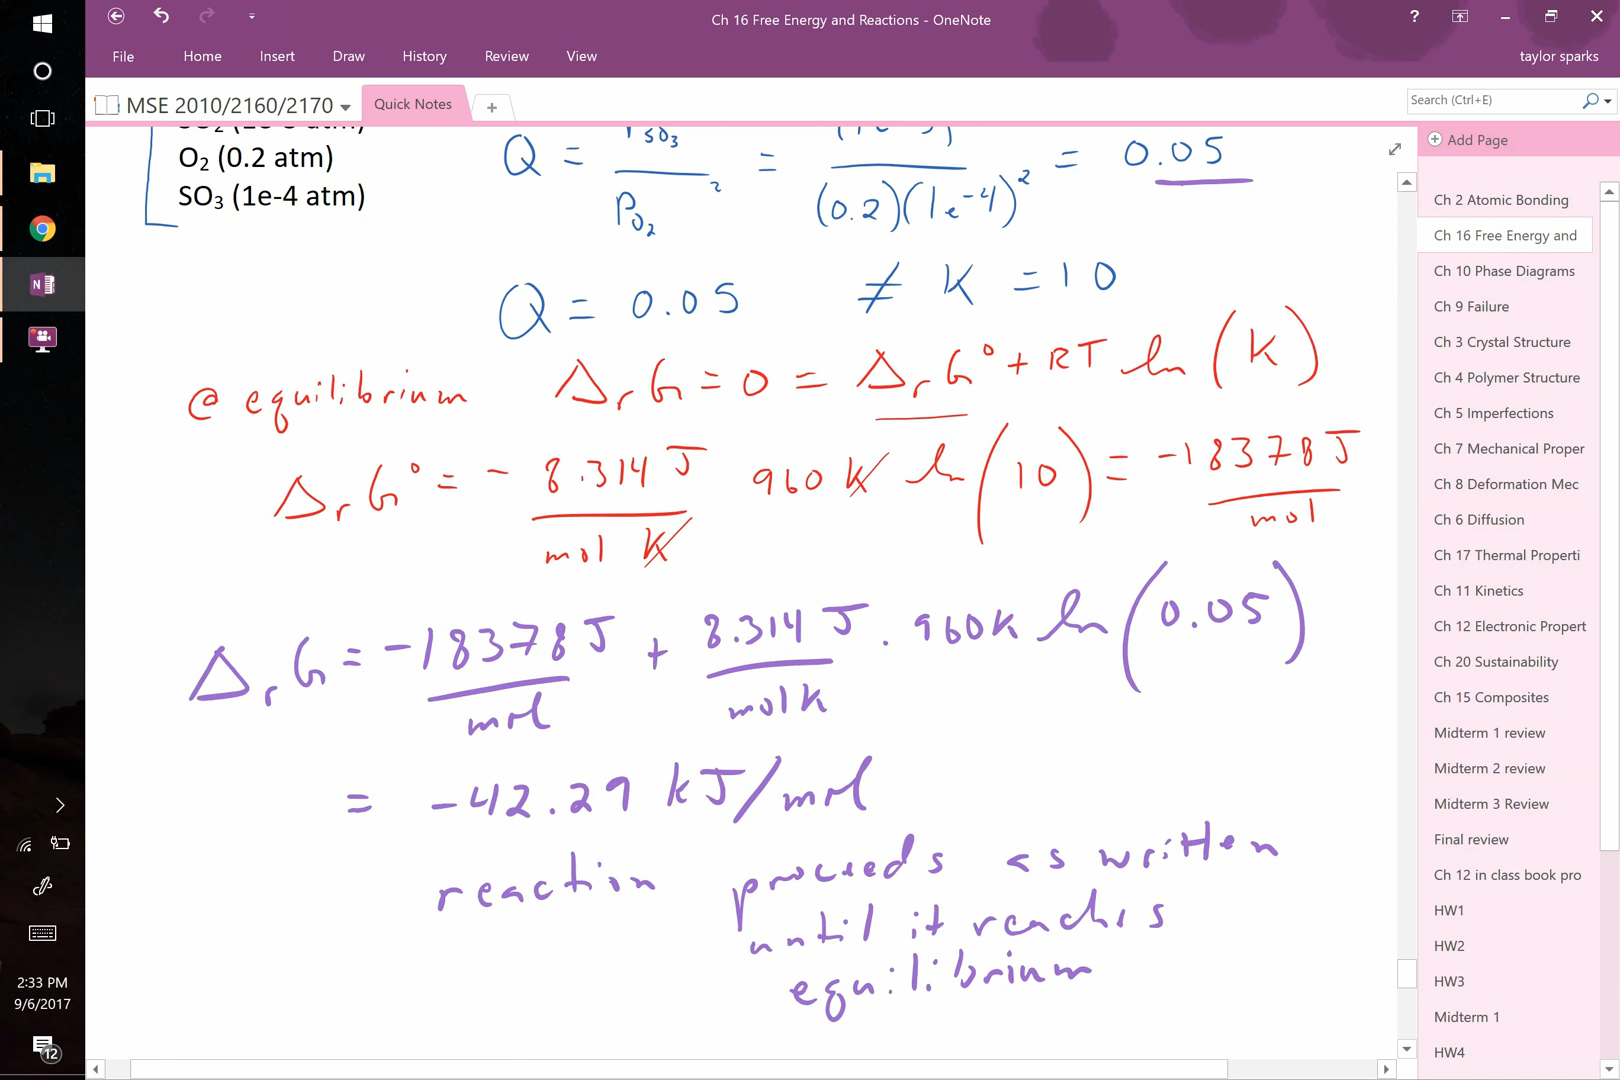 Ch 16 Free Energy and Reactions - OneNote
?
File Home Insert Draw History Review View
taylor sparks
MSE 2010/2160/2170
Quick Notes
+
Search (Ctrl+E)
O₂ (0.2 atm)
SO₃ (1e-4 atm)
Q = P_SO₃ / P_O₂ ² = / (0.2)(1e-4)² = 0.05
Q = 0.05 ≠ K = 10
@ equilibrium ΔᵣG = 0 = ΔᵣG° + RT ln (K)
ΔᵣG° = - 8.314 J / mol K 960 K ln (10) = -18378 J / mol
ΔᵣG = -18378 J / mol + 8.314 J / mol K · 960K ln (0.05)
= -42.29 kJ/mol
reaction proceeds as written
until it reaches
equilibrium
Add Page
Ch 2 Atomic Bonding
Ch 16 Free Energy and
Ch 10 Phase Diagrams
Ch 9 Failure
Ch 3 Crystal Structure
Ch 4 Polymer Structure
Ch 5 Imperfections
Ch 7 Mechanical Proper
Ch 8 Deformation Mec
Ch 6 Diffusion
Ch 17 Thermal Properti
Ch 11 Kinetics
Ch 12 Electronic Propert
Ch 20 Sustainability
Ch 15 Composites
Midterm 1 review
Midterm 2 review
Midterm 3 Review
Final review
Ch 12 in class book pro
HW1
HW2
HW3
Midterm 1
HW4
2:33 PM
9/6/2017
12